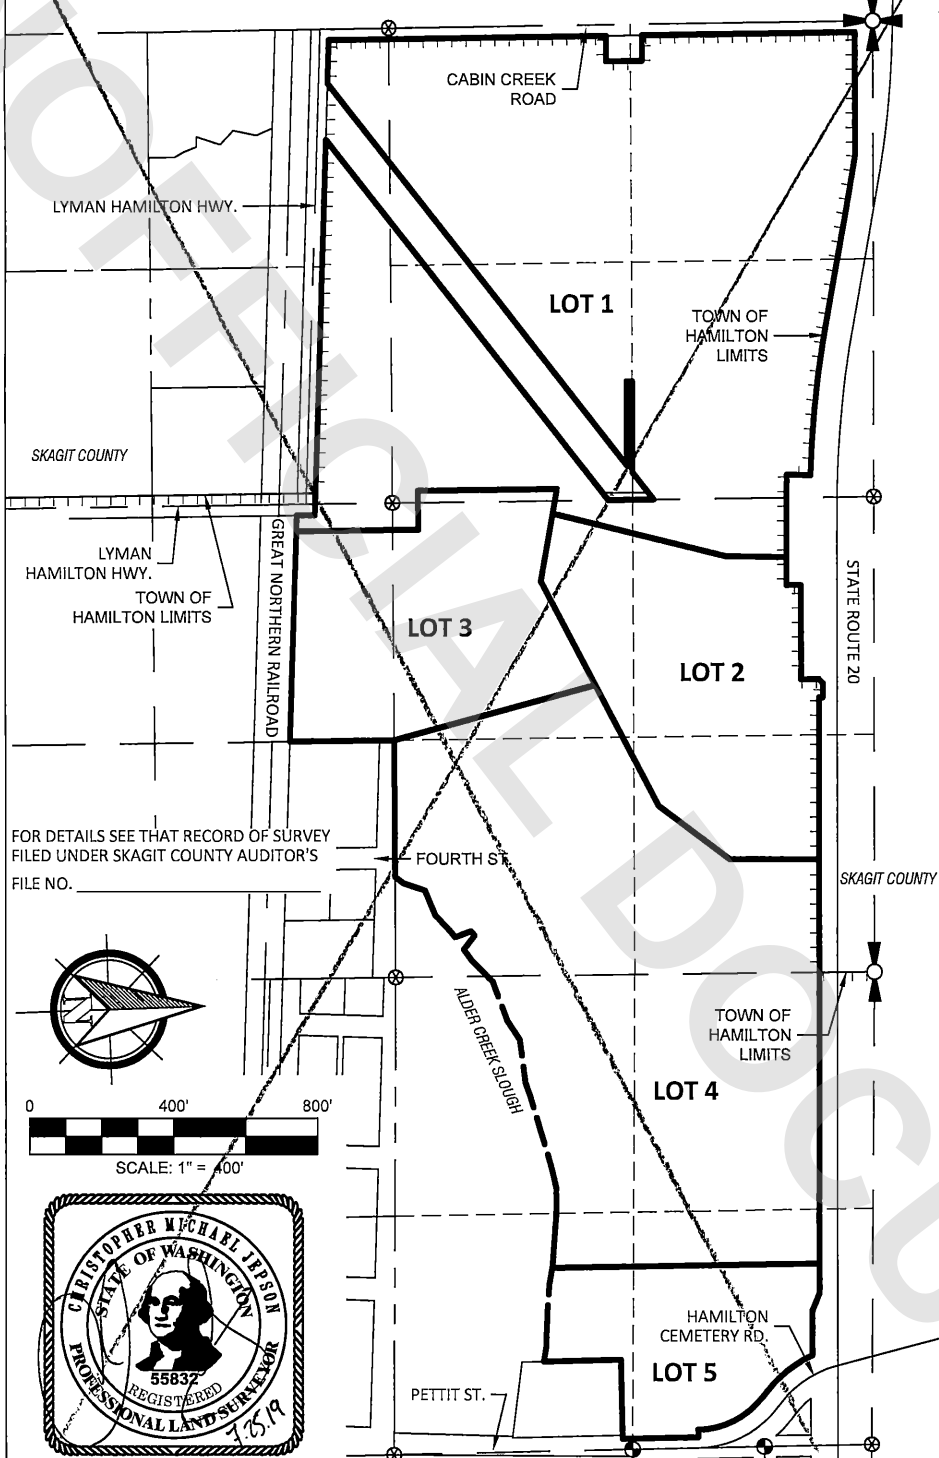 CABIN CREEK
ROAD
LYMAN HAMILTON HWY.
LOT 1
TOWN OF
HAMILTON
LIMITS
SKAGIT COUNTY
LYMAN
HAMILTON HWY.
TOWN OF
HAMILTON LIMITS
GREAT NORTHERN RAILROAD
LOT 3
LOT 2
STATE ROUTE 20
FOR DETAILS SEE THAT RECORD OF SURVEY
FILED UNDER SKAGIT COUNTY AUDITOR'S
FILE NO.
FOURTH ST.
SKAGIT COUNTY
N
ALDER CREEK SLOUGH
TOWN OF
HAMILTON
LIMITS
LOT 4
0 400' 800'
SCALE: 1" = 400'
CHRISTOPHER MICHAEL JEPSON
STATE OF WASHINGTON
55832
REGISTERED
PROFESSIONAL LAND SURVEYOR
7.25.19
HAMILTON
CEMETERY RD.
LOT 5
PETTIT ST.
OFFICIAL DOCU